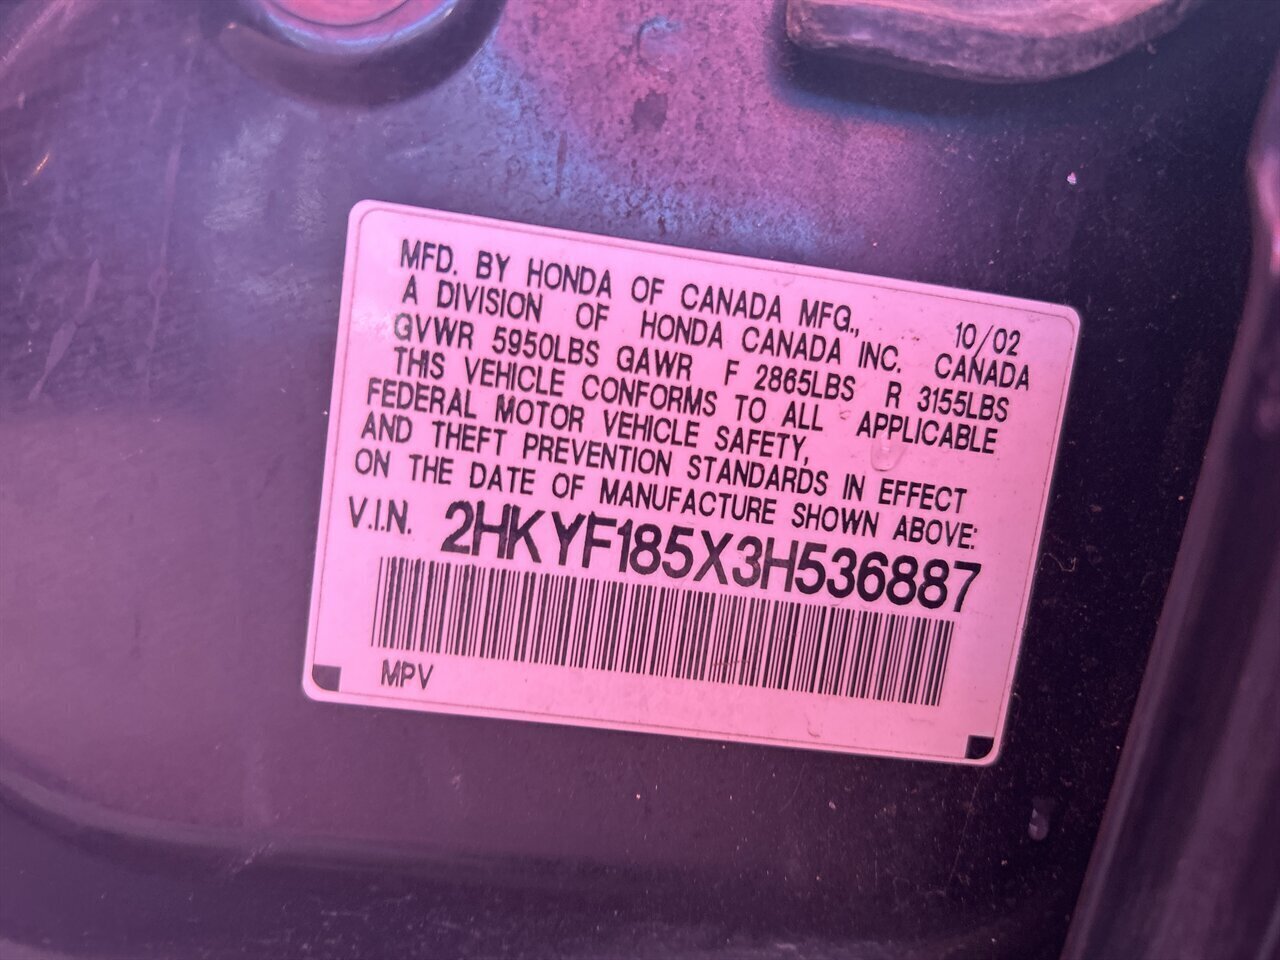 MFD. BY HONDA OF CANADA MFG., 10/02
A DIVISION OF HONDA CANADA INC. CANADA
GVWR 5950LBS GAWR F 2865LBS R 3155LBS
THIS VEHICLE CONFORMS TO ALL APPLICABLE
FEDERAL MOTOR VEHICLE SAFETY,
AND THEFT PREVENTION STANDARDS IN EFFECT
ON THE DATE OF MANUFACTURE SHOWN ABOVE:
V.I.N. 2HKYF185X3H536887
MPV